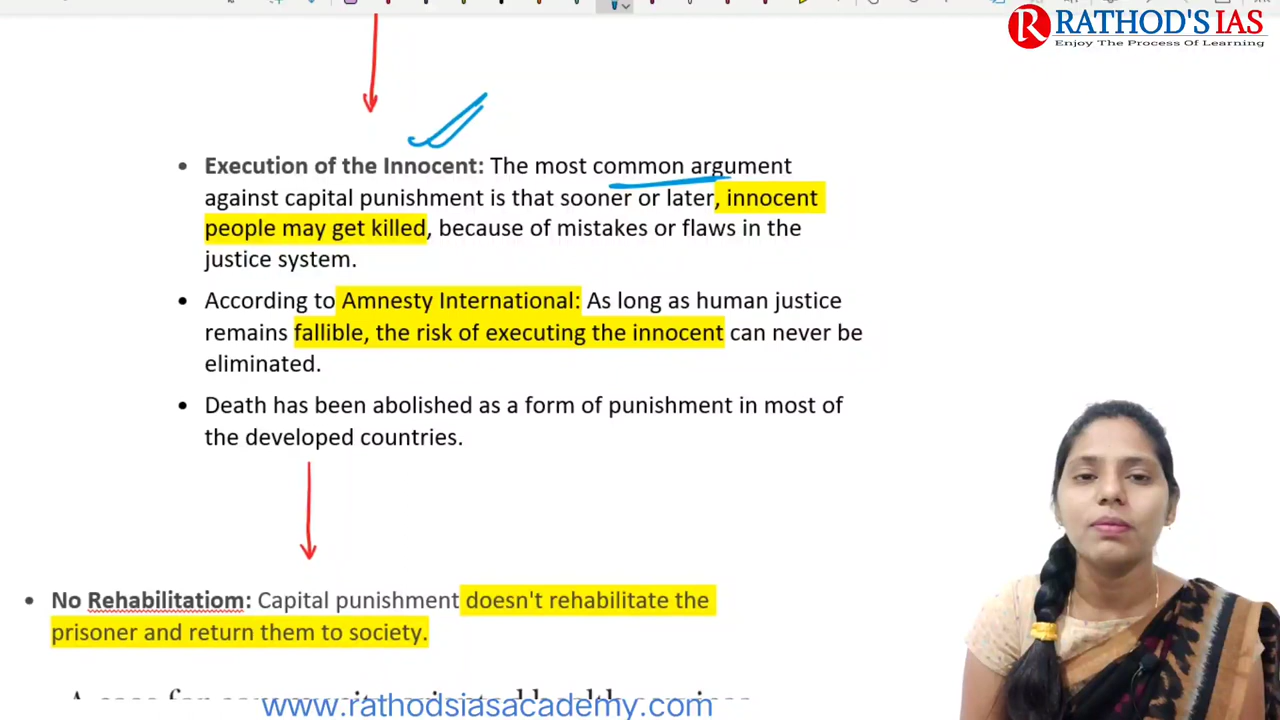 RATHOD'S IAS
Enjoy The Process Of Learning
• Execution of the Innocent: The most common argument
against capital punishment is that sooner or later, innocent
people may get killed, because of mistakes or flaws in the
justice system.
• According to Amnesty International: As long as human justice
remains fallible, the risk of executing the innocent can never be
eliminated.
• Death has been abolished as a form of punishment in most of
the developed countries.
• No Rehabilitatiom: Capital punishment doesn't rehabilitate the
prisoner and return them to society.
www.rathodsiasacademy.com